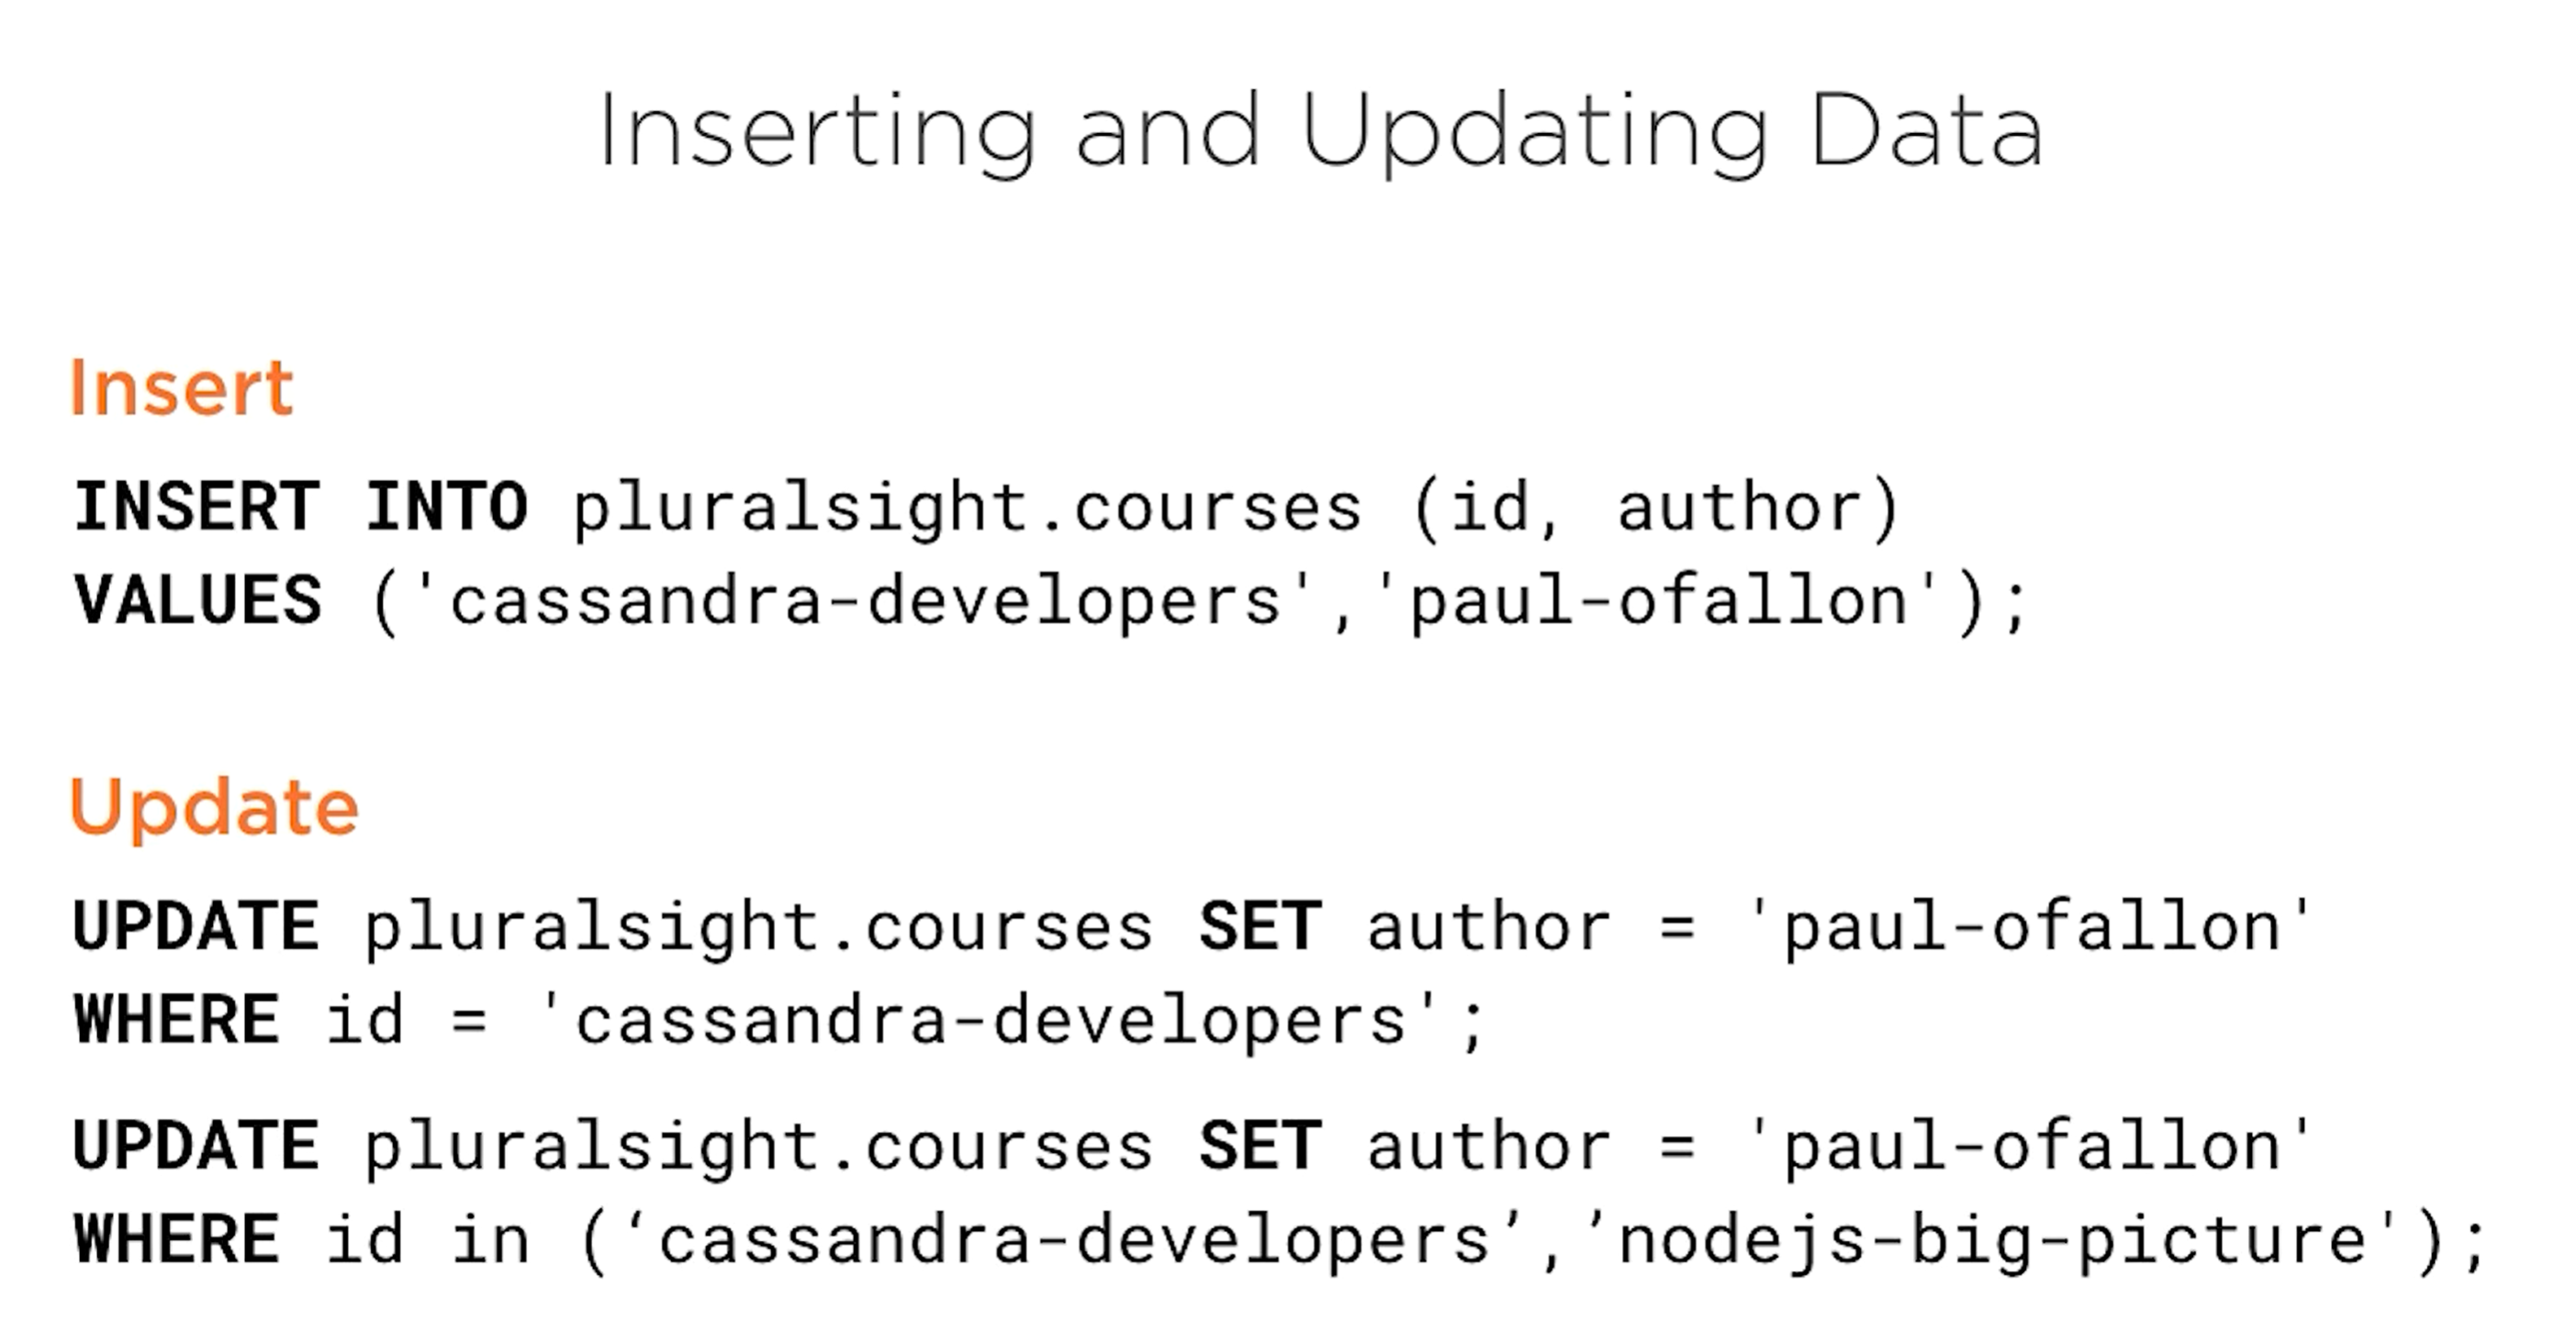 Inserting and Updating Data
Insert
INSERT INTO pluralsight.courses (id, author)
VALUES ('cassandra-developers','paul-ofallon');
Update
UPDATE pluralsight.courses SET author = 'paul-ofallon'
WHERE id = 'cassandra-developers';
UPDATE pluralsight.courses SET author = 'paul-ofallon'
WHERE id in (‘cassandra-developers’,’nodejs-big-picture');